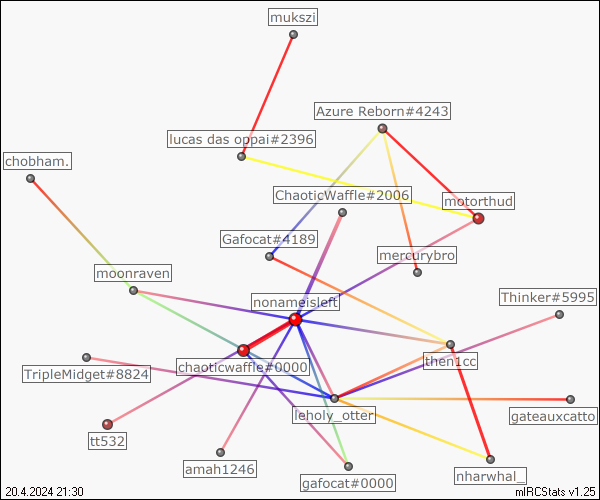 mukszi
Azure Reborn#4243
lucas das oppai#2396
chobham.
ChaoticWaffle#2006
motorthud
Gafocat#4189
mercurybro
moonraven
Thinker#5995
nonameisleft
then1cc
chaoticwaffle#0000
TripleMidget#8824
leholy_otter
gateauxcatto
tt532
amah1246
nharwhal_
gafocat#0000
20.4.2024 21:30
mIRCStats v1.25